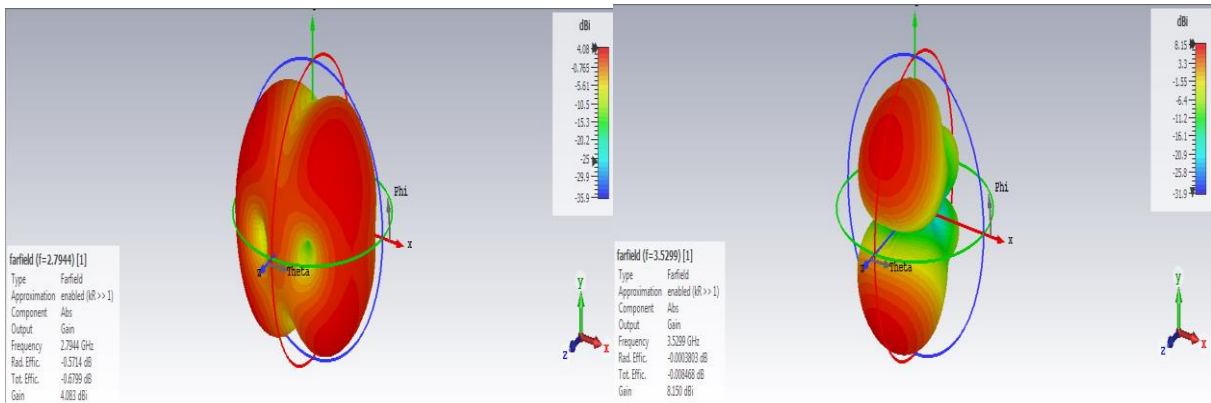 dBi
4.08
-0.765
-5.61
-10.5
-15.3
-20.2
-25
-30.1
-35.9
Phi
x
z
Theta
y
z
x
farfield (f=2.7944) [1]
Type Farfield
Approximation enabled (kR >> 1)
Component Abs
Output Gain
Frequency 2.7944 GHz
Rad. Effic. -0.5714 dB
Tot. Effic. -0.6799 dB
Gain 4.083 dBi
dBi
8.15
3.3
-1.55
-6.4
-11.2
-16.1
-20.9
-25.8
-31.9
Phi
x
z
Theta
y
z
x
farfield (f=3.5299) [1]
Type Farfield
Approximation enabled (kR >> 1)
Component Abs
Output Gain
Frequency 3.5299 GHz
Rad. Effic. -0.0003803 dB
Tot. Effic. -0.008468 dB
Gain 8.150 dBi